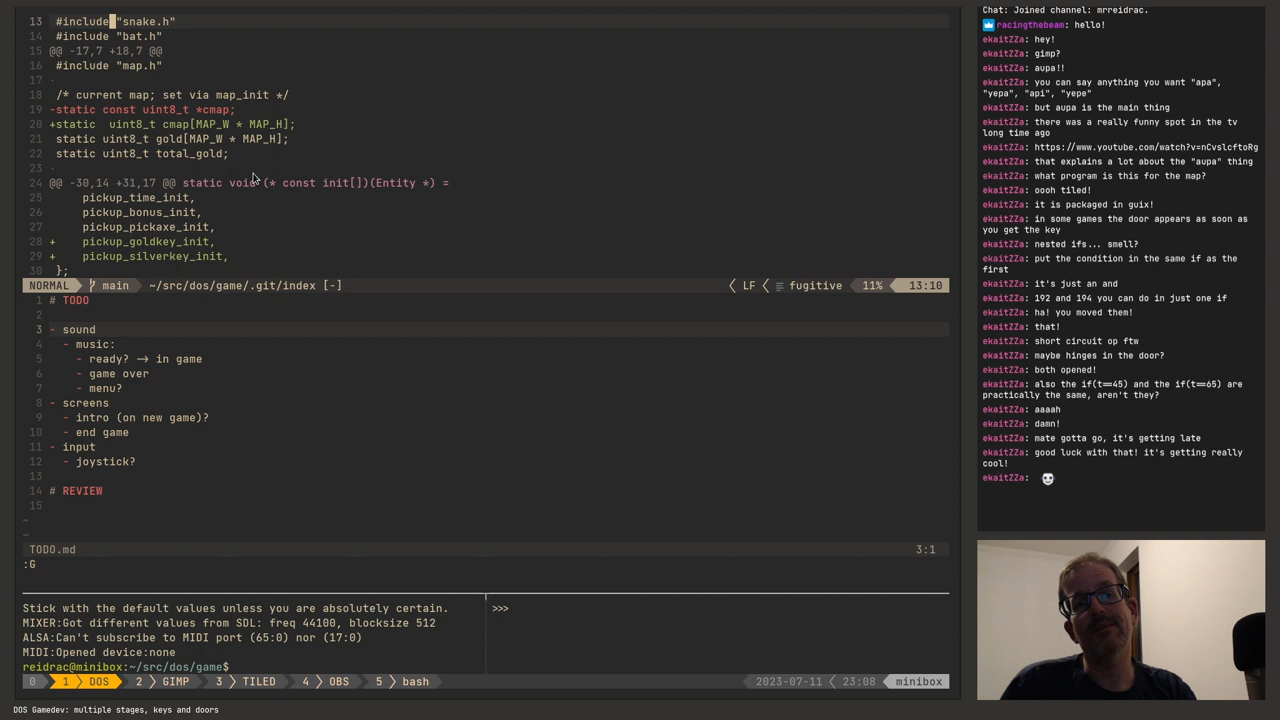 13 #include "snake.h"
14 #include "bat.h"
15 @@ -17,7 +18,7 @@
16 #include "map.h"
17
18 /* current map; set via map_init */
19 -static const uint8_t *cmap;
20 +static  uint8_t cmap[MAP_W * MAP_H];
21 static uint8_t gold[MAP_W * MAP_H];
22 static uint8_t total_gold;
23
24 @@ -30,14 +31,17 @@ static void (* const init[])(Entity *) =
25     pickup_time_init,
26     pickup_bonus_init,
27     pickup_pickaxe_init,
28 +    pickup_goldkey_init,
29 +    pickup_silverkey_init,
30 };
NORMAL main ~/src/dos/game/.git/index [-] LF fugitive 11% 13:10
1 # TODO
2
3 - sound
4   - music:
5     - ready? -> in game
6     - game over
7     - menu?
8 - screens
9   - intro (on new game)?
10   - end game
11 - input
12   - joystick?
13
14 # REVIEW
15
~
~
TODO.md 3:1
:G
Stick with the default values unless you are absolutely certain.
MIXER:Got different values from SDL: freq 44100, blocksize 512
ALSA:Can't subscribe to MIDI port (65:0) nor (17:0)
MIDI:Opened device:none
reidrac@minibox:~/src/dos/game$
>>>
0 1 DOS 2 GIMP 3 TILED 4 OBS 5 bash 2023-07-11 23:08 minibox
DOS Gamedev: multiple stages, keys and doors
Chat: Joined channel: mrreidrac.
racingthebeam: hello!
ekaitZZa: hey!
ekaitZZa: gimp?
ekaitZZa: aupa!!
ekaitZZa: you can say anything you want "apa",
"yepa", "api", "yepe"
ekaitZZa: but aupa is the main thing
ekaitZZa: there was a really funny spot in the tv
long time ago
ekaitZZa: https://www.youtube.com/watch?v=nCvslcftoRg
ekaitZZa: that explains a lot about the "aupa" thing
ekaitZZa: what program is this for the map?
ekaitZZa: oooh tiled!
ekaitZZa: it is packaged in guix!
ekaitZZa: in some games the door appears as soon as
you get the key
ekaitZZa: nested ifs... smell?
ekaitZZa: put the condition in the same if as the
first
ekaitZZa: it's just an and
ekaitZZa: 192 and 194 you can do in just one if
ekaitZZa: ha! you moved them!
ekaitZZa: that!
ekaitZZa: short circuit op ftw
ekaitZZa: maybe hinges in the door?
ekaitZZa: both opened!
ekaitZZa: also the if(t==45) and the if(t==65) are
practically the same, aren't they?
ekaitZZa: aaaah
ekaitZZa: damn!
ekaitZZa: mate gotta go, it's getting late
ekaitZZa: good luck with that! it's getting really
cool!
ekaitZZa: